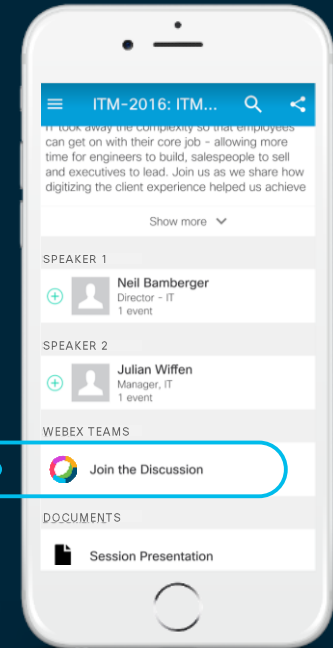 ITM-2016: ITM...
IT took away the complexity so that employees
can get on with their core job - allowing more
time for engineers to build, salespeople to sell
and executives to lead. Join us as we share how
digitizing the client experience helped us achieve
Show more
SPEAKER 1
Neil Bamberger
Director - IT
1 event
SPEAKER 2
Julian Wiffen
Manager, IT
1 event
WEBEX TEAMS
Join the Discussion
DOCUMENTS
Session Presentation